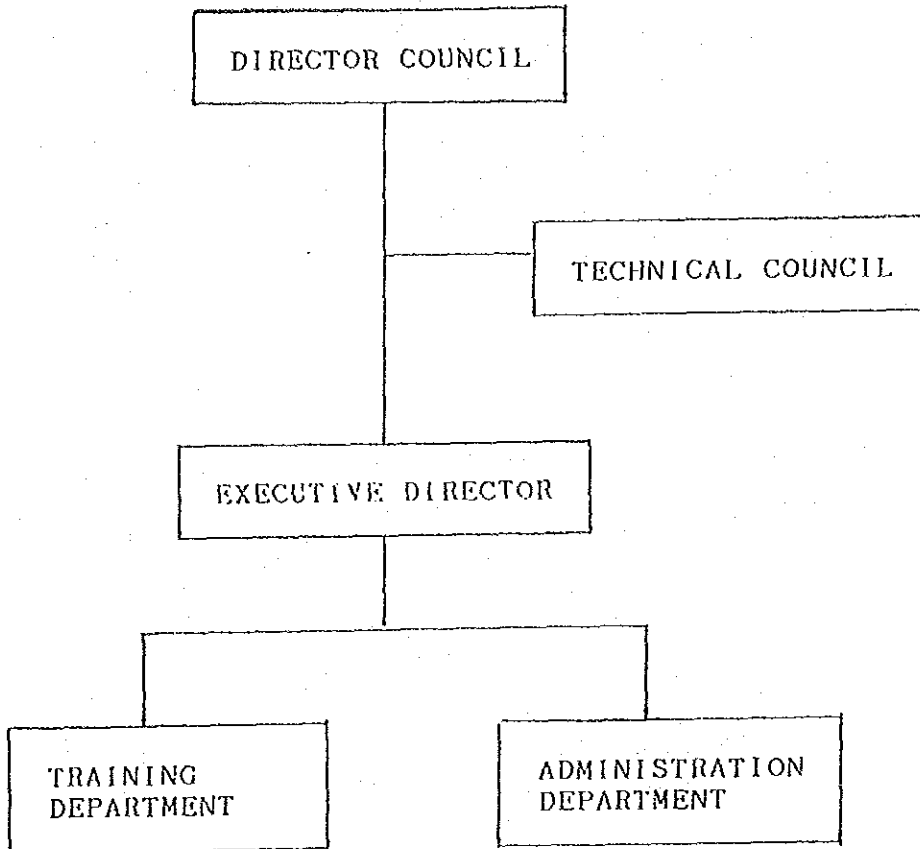 DIRECTOR COUNCIL
TECHNICAL COUNCIL
EXECUTIVE DIRECTOR
TRAINING
DEPARTMENT
ADMINISTRATION
DEPARTMENT